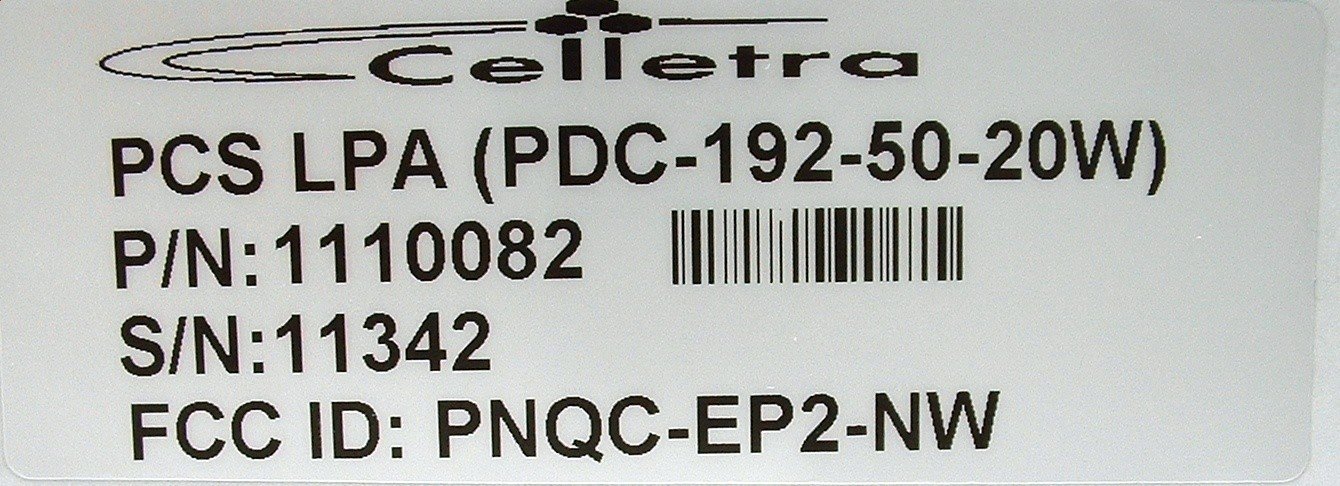 Celletra
PCS LPA (PDC-192-50-20W)
P/N:1110082
S/N:11342
FCC ID: PNQC-EP2-NW